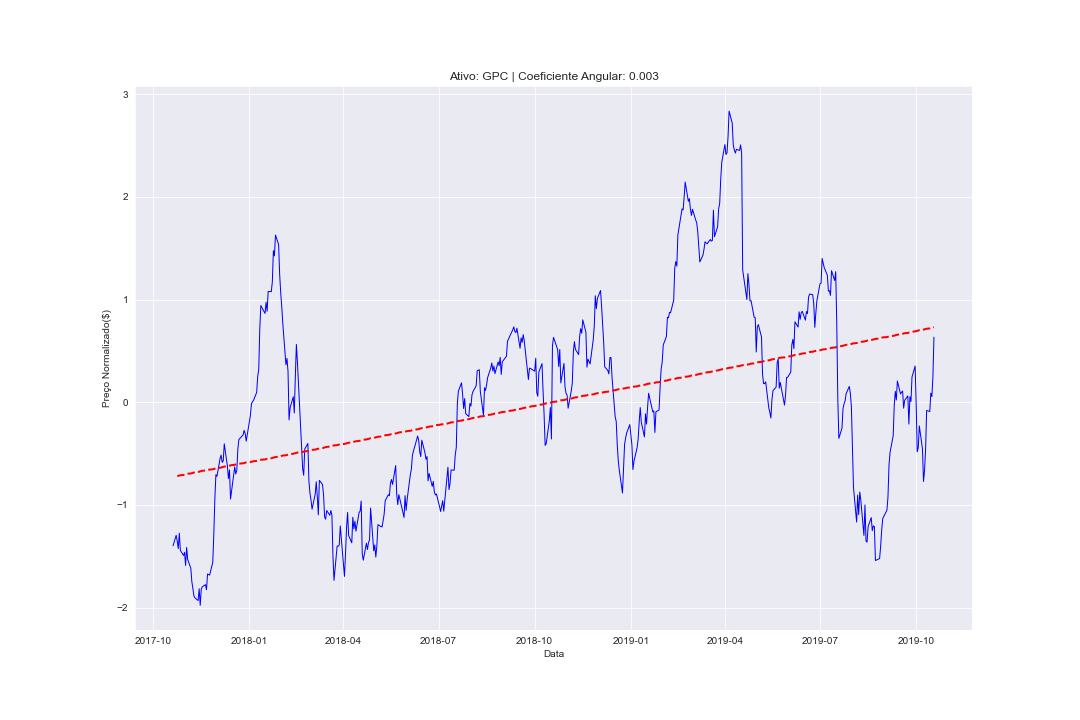 Ativo: GPC | Coeficiente Angular: 0.003
Preço Normalizado($)
3
2
1
0
−1
−2
2017-10 2018-01 2018-04 2018-07 2018-10 2019-01 2019-04 2019-07 2019-10
Data